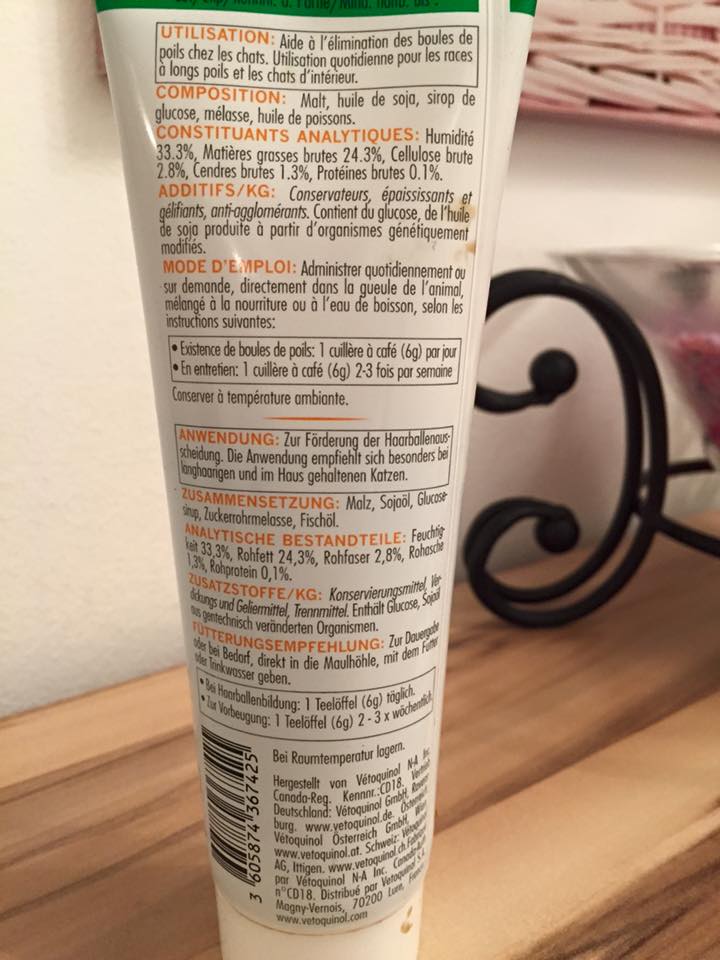 UTILISATION: Aide à l'élimination des boules de
poils chez les chats. Utilisation quotidienne pour les races
à longs poils et les chats d'intérieur.
COMPOSITION: Malt, huile de soja, sirop de
glucose, mélasse, huile de poissons.
CONSTITUANTS ANALYTIQUES: Humidité
33.3%, Matières grasses brutes 24.3%, Cellulose brute
2.8%, Cendres brutes 1.3%, Protéines brutes 0.1%.
ADDITIFS/KG: Conservateurs, épaississants et
gélifiants, anti-agglomérants. Contient du glucose, de l'huile
de soja produite à partir d'organismes génétiquement
modifiés.
MODE D'EMPLOI: Administrer quotidiennement ou
sur demande, directement dans la gueule de l'animal,
mélangé à la nourriture ou à l'eau de boisson, selon les
instructions suivantes:
• Existence de boules de poils: 1 cuillère à café (6g) par jour
• En entretien: 1 cuillère à café (6g) 2-3 fois par semaine
Conserver à température ambiante.
ANWENDUNG: Zur Förderung der Haarballenaus-
scheidung. Die Anwendung empfiehlt sich besonders bei
langhaarigen und im Haus gehaltenen Katzen.
ZUSAMMENSETZUNG: Malz, Sojaöl, Glucose-
sirup, Zuckerrohrmelasse, Fischöl.
ANALYTISCHE BESTANDTEILE: Feuchtig-
keit 33,3%, Rohfett 24,3%, Rohfaser 2,8%, Rohasche
1,3%, Rohprotein 0,1%.
ZUSATZSTOFFE/KG: Konservierungsmittel, Ver-
dickungs und Geliermittel, Trennmittel. Enthält Glucose, Sojaöl
aus gentechnisch veränderten Organismen.
FÜTTERUNGSEMPFEHLUNG: Zur Dauergabe
oder bei Bedarf, direkt in die Maulhöhle, mit dem Futter
oder Trinkwasser geben.
• Bei Haarballenbildung: 1 Teelöffel (6g) täglich.
• Zur Vorbeugung: 1 Teelöffel (6g) 2 - 3 x wöchentlich.
Bei Raumtemperatur lagern.
Hergestellt von Vétoquinol N-A Inc.
Canada-Reg. Kennnr.:CD18. Vertrieb
Deutschland: Vétoquinol GmbH, Ravens-
burg. www.vetoquinol.de. Österreich:
Vétoquinol Österreich GmbH, Wien
www.vetoquinol.at. Schweiz: Vétoquinol
AG, Ittigen. www.vetoquinol.ch Fabriqué
par Vétoquinol N-A Inc. Canada
n°CD18. Distribué par Vetoquinol S.A.
Magny-Vernois, 70200 Lure, France
www.vetoquinol.com
3 605874 367425